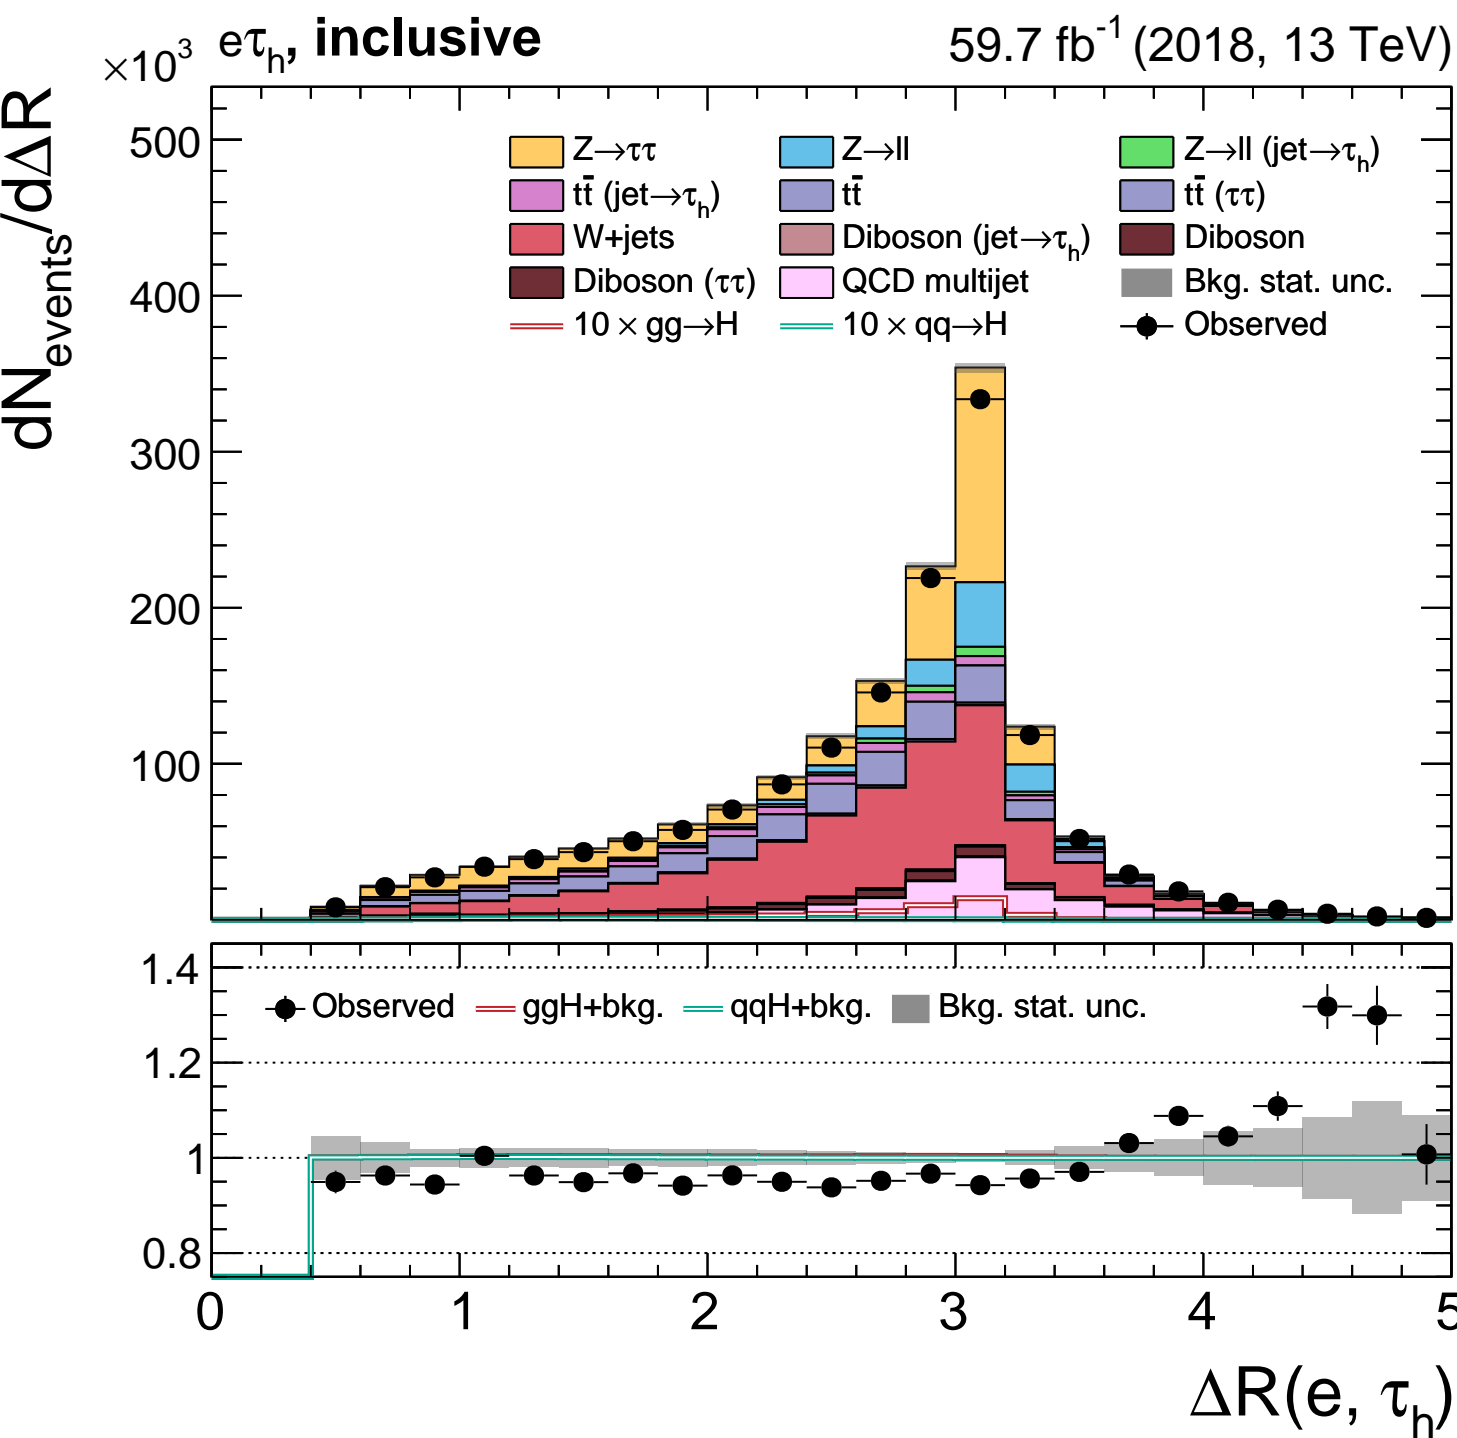 ×10³ eτₕ, inclusive 59.7 fb⁻¹ (2018, 13 TeV)
dN_events/dΔR
500
400
300
200
100
Z→ττ Z→ll Z→ll (jet→τₕ)
tt̄ (jet→τₕ) tt̄ tt̄ (ττ)
W+jets Diboson (jet→τₕ) Diboson
Diboson (ττ) QCD multijet Bkg. stat. unc.
10 × gg→H 10 × qq→H Observed
1.4
1.2
1
0.8
Observed ggH+bkg. qqH+bkg. Bkg. stat. unc.
0 1 2 3 4 5
ΔR(e, τₕ)